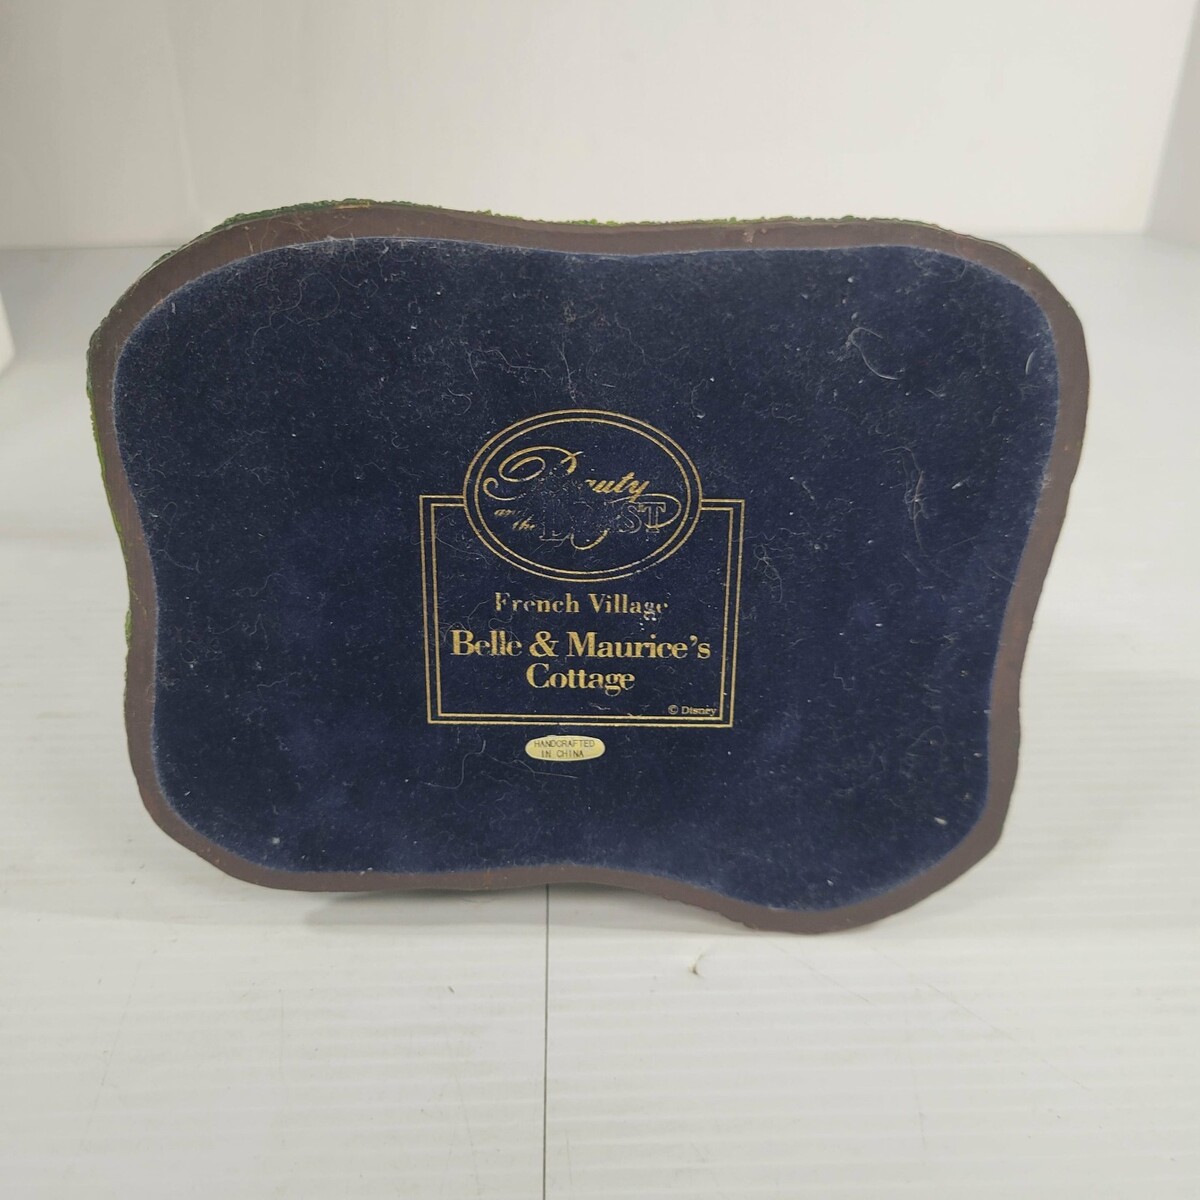 Beauty
and
the BEAST
French Village
Belle & Maurice's
Cottage
© Disney
HANDCRAFTED
IN CHINA